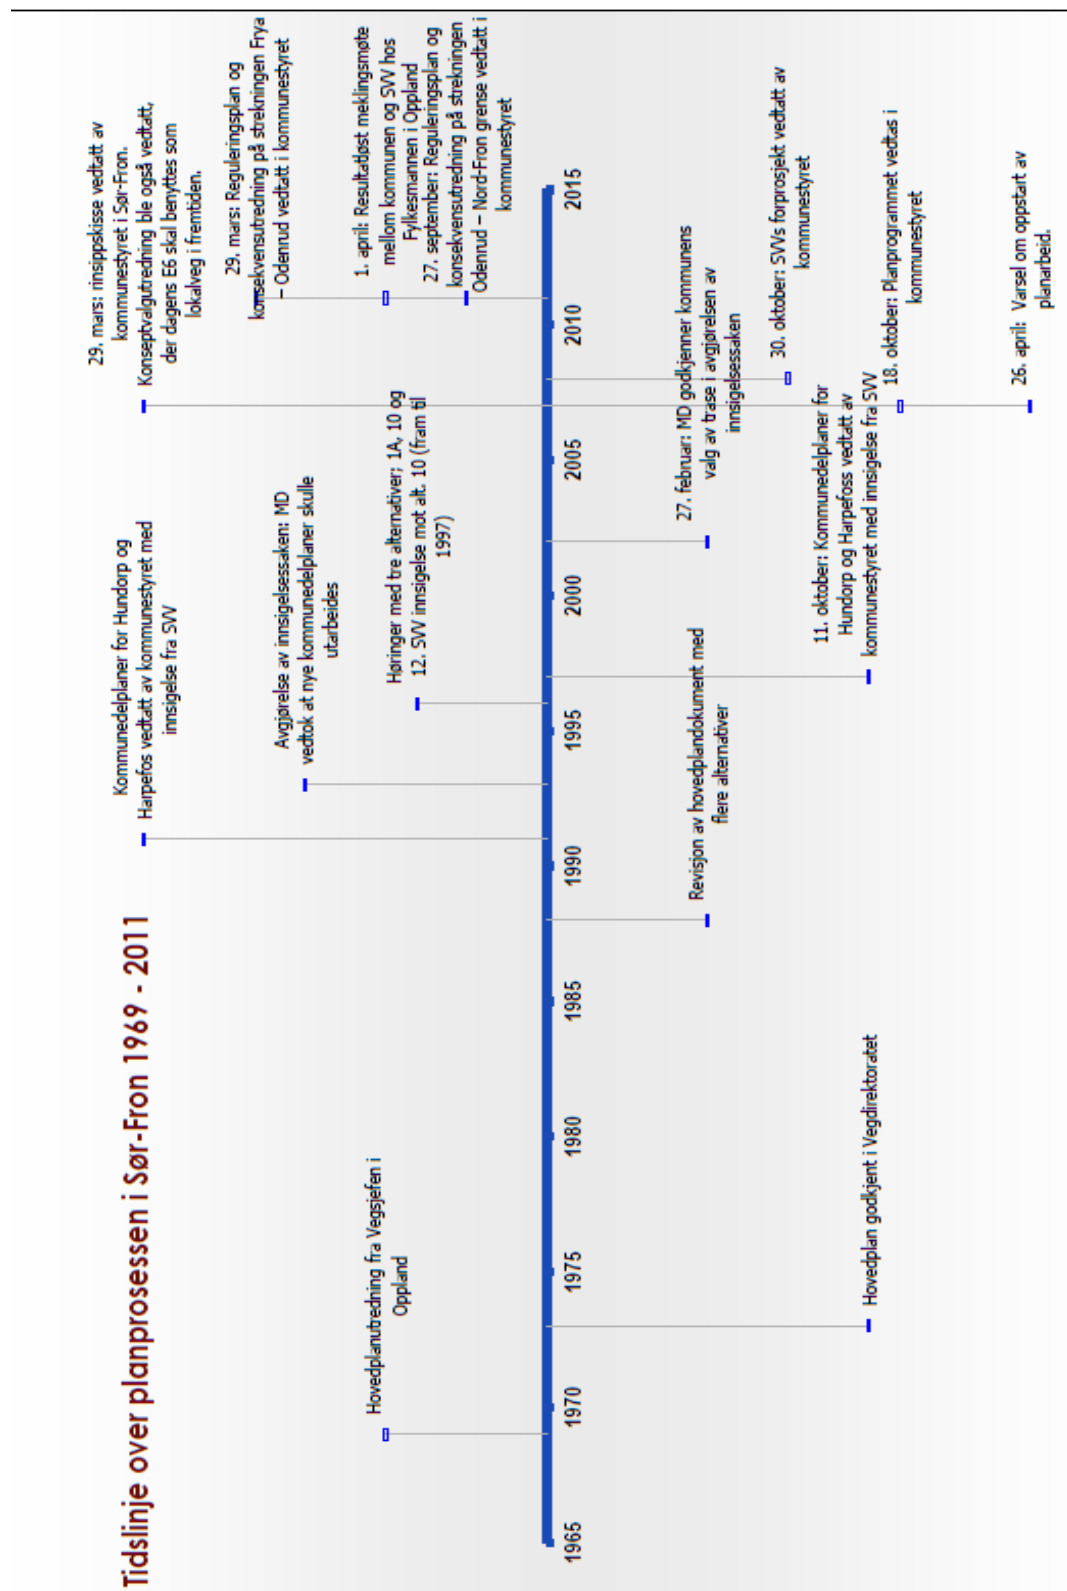 Tidslinje over planprosessen i Sør-Fron 1969 - 2011
29. mars: rinsippskisse vedtatt av
kommunestyret i Sør-Fron.
Konseptvalgutredning ble også vedtatt,
der dagens E6 skal benyttes som
lokalveg i fremtiden.
Kommunedelplaner for Hundorp og
Harpefos vedtatt av kommunestyret med
innsigelse fra SVV
29. mars: Reguleringsplan og
konsekvensutredning på strekningen Frya
– Odenrud vedtatt i kommunestyret
Avgjørelse av innsigelsessaken: MD
vedtok at nye kommunedelplaner skulle
utarbeides
1. april: Resultatløst meklingsmøte
mellom kommunen og SVV hos
Fylkesmannen i Oppland
27. september: Reguleringsplan og
konsekvensutredning på strekningen
Odenrud – Nord-Fron grense vedtatt i
kommunestyret
Høringer med tre alternativer; 1A, 10 og
12. SVV innsigelse mot alt. 10 (fram til
1997)
Hovedplanutredning fra Vegsjefen i
Oppland
1965
1970
1975
1980
1985
1990
1995
2000
2005
2010
2015
27. februar: MD godkjenner kommunens
valg av trase i avgjørelsen av
innsigelsessaken
Revisjon av hovedplandokument med
flere alternativer
30. oktober: SVVs forprosjekt vedtatt av
kommunestyret
11. oktober: Kommunedelplaner for
Hundorp og Harpefoss vedtatt av
kommunestyret med innsigelse fra SVV
Hovedplan godkjent i Vegdirektoratet
18. oktober: Planprogrammet vedtas i
kommunestyret
26. april: Varsel om oppstart av
planarbeid.